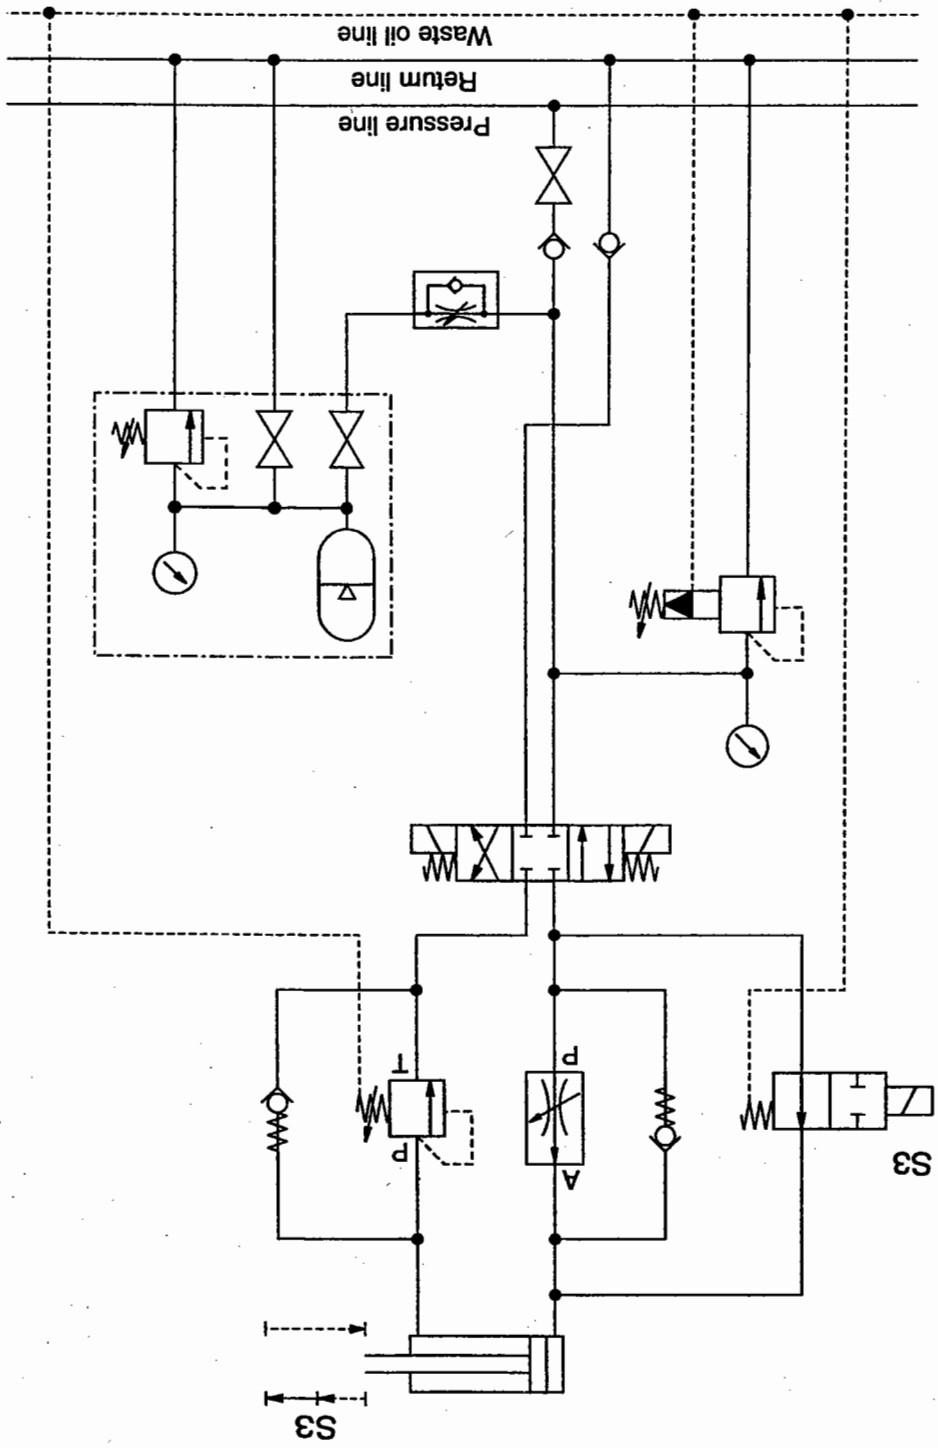 S3
A
P
P
T
S3
Pressure line
Return line
Waste oil line